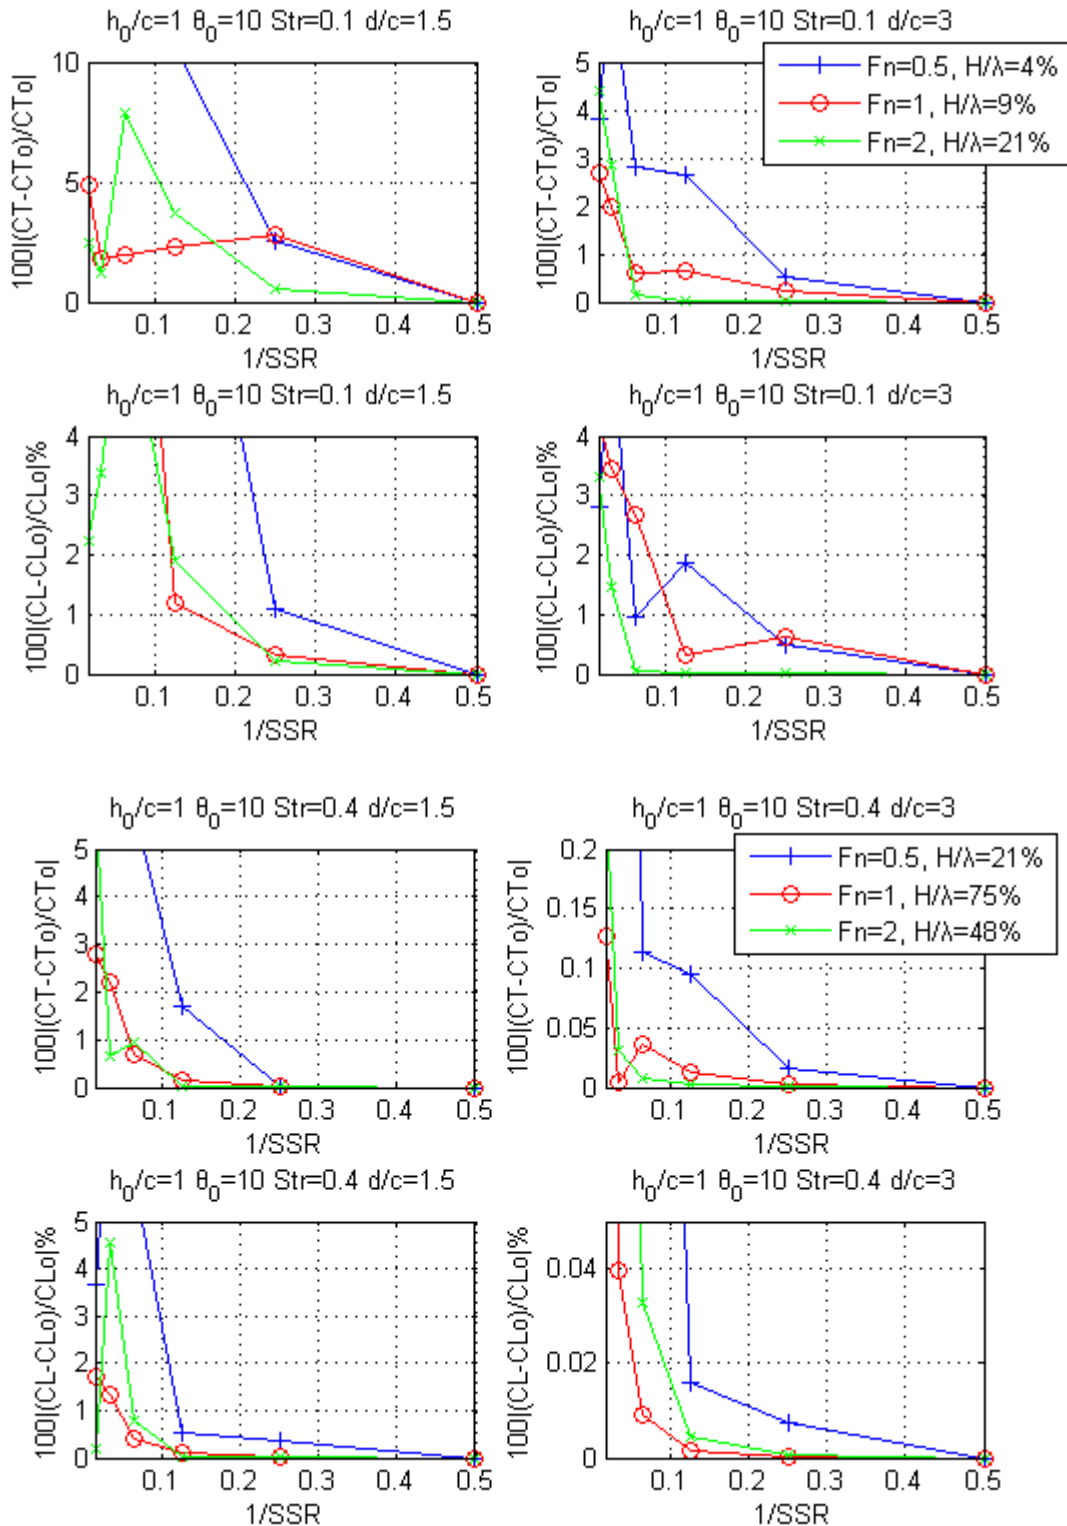 h0/c=1 θ0=10 Str=0.1 d/c=1.5
100|(CT-CTo)/CTo|
10
5
0
0.1 0.2 0.3 0.4 0.5
1/SSR
h0/c=1 θ0=10 Str=0.1 d/c=3
Fn=0.5, H/λ=4%
Fn=1, H/λ=9%
Fn=2, H/λ=21%
100|(CT-CTo)/CTo|
5
4
3
2
1
0
0.1 0.2 0.3 0.4 0.5
1/SSR
h0/c=1 θ0=10 Str=0.1 d/c=1.5
100|(CL-CLo)/CLo|%
4
3
2
1
0
0.1 0.2 0.3 0.4 0.5
1/SSR
h0/c=1 θ0=10 Str=0.1 d/c=3
100|(CL-CLo)/CLo|%
4
3
2
1
0
0.1 0.2 0.3 0.4 0.5
1/SSR
h0/c=1 θ0=10 Str=0.4 d/c=1.5
100|(CT-CTo)/CTo|
5
4
3
2
1
0
0.1 0.2 0.3 0.4 0.5
1/SSR
h0/c=1 θ0=10 Str=0.4 d/c=3
Fn=0.5, H/λ=21%
Fn=1, H/λ=75%
Fn=2, H/λ=48%
100|(CT-CTo)/CTo|
0.2
0.15
0.1
0.05
0
0.1 0.2 0.3 0.4 0.5
1/SSR
h0/c=1 θ0=10 Str=0.4 d/c=1.5
100|(CL-CLo)/CLo|%
5
4
3
2
1
0
0.1 0.2 0.3 0.4 0.5
1/SSR
h0/c=1 θ0=10 Str=0.4 d/c=3
100|(CL-CLo)/CLo|%
0.04
0.02
0
0.1 0.2 0.3 0.4 0.5
1/SSR